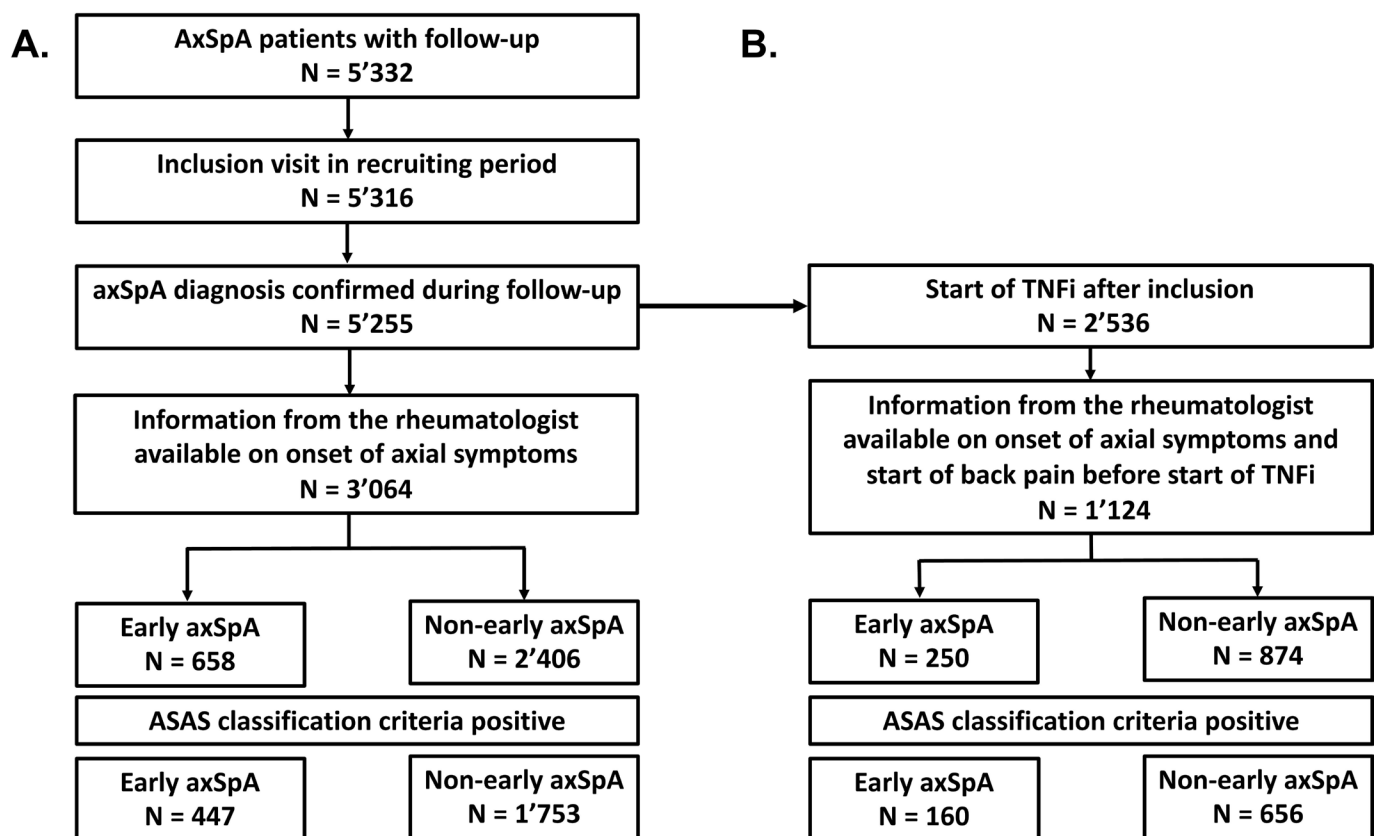 A.
AxSpA patients with follow-up
N = 5’332
Inclusion visit in recruiting period
N = 5’316
axSpA diagnosis confirmed during follow-up
N = 5’255
Information from the rheumatologist
available on onset of axial symptoms
N = 3’064
Early axSpA
N = 658
Non-early axSpA
N = 2’406
ASAS classification criteria positive
Early axSpA
N = 447
Non-early axSpA
N = 1’753
B.
Start of TNFi after inclusion
N = 2’536
Information from the rheumatologist
available on onset of axial symptoms and
start of back pain before start of TNFi
N = 1’124
Early axSpA
N = 250
Non-early axSpA
N = 874
ASAS classification criteria positive
Early axSpA
N = 160
Non-early axSpA
N = 656